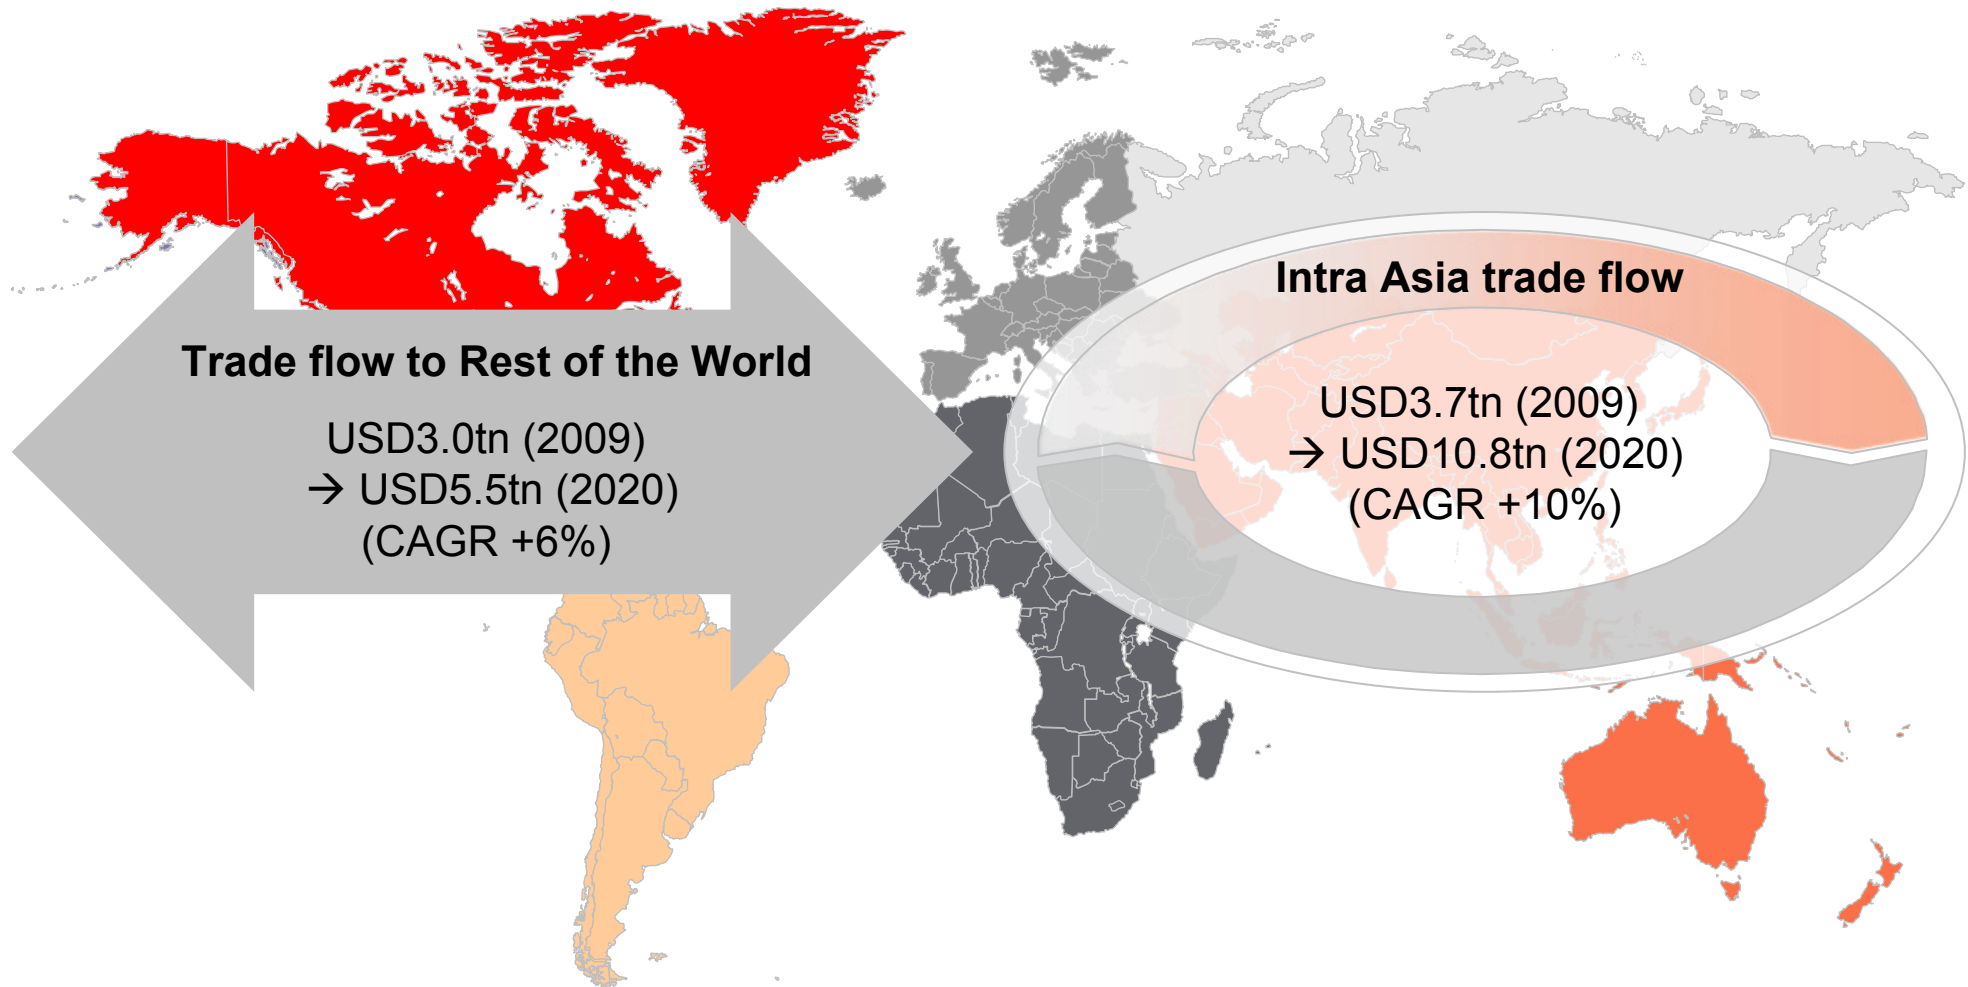 Trade flow to Rest of the World
USD3.0tn (2009)
→ USD5.5tn (2020)
(CAGR +6%)
Intra Asia trade flow
USD3.7tn (2009)
→ USD10.8tn (2020)
(CAGR +10%)